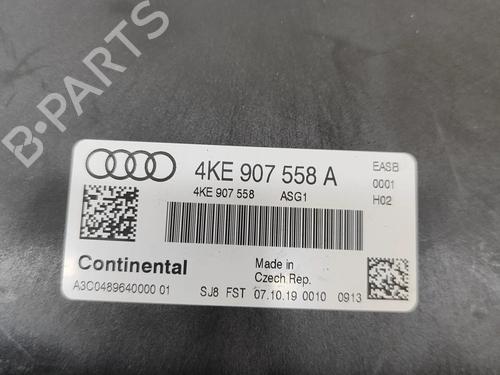 B-PARTS
4KE 907 558 A
4KE 907 558 ASG1
EASB
0001
H02
Continental
A3C0489640000 01
Made in
Czech Rep.
SJ8 FST 07.10.19 0010 0913